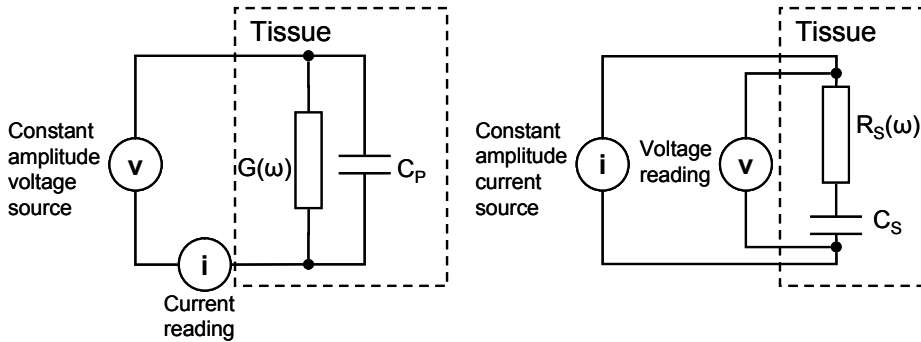 Tissue
Constant
amplitude
voltage
source
v
G(ω)
C_P
i
Current
reading
Tissue
Constant
amplitude
current
source
i
Voltage
reading
v
R_S(ω)
C_S